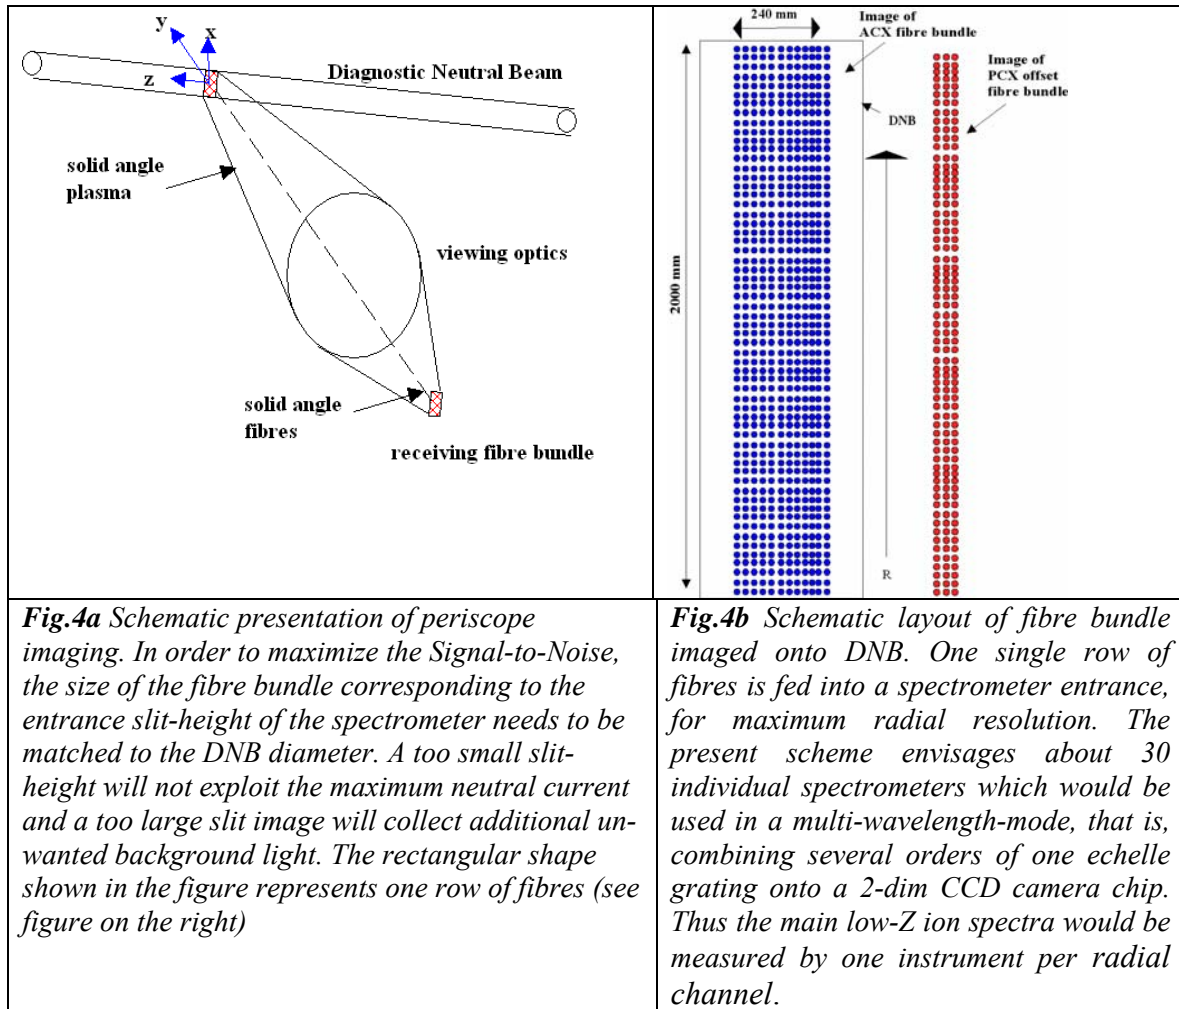 y
x
z
Diagnostic Neutral Beam
solid angle
plasma
viewing optics
solid angle
fibres
receiving fibre bundle
240 mm
Image of
ACX fibre bundle
Image of
PCX offset
fibre bundle
DNB
2000 mm
R
Fig.4a Schematic presentation of periscope
imaging. In order to maximize the Signal-to-Noise,
the size of the fibre bundle corresponding to the
entrance slit-height of the spectrometer needs to be
matched to the DNB diameter. A too small slit-
height will not exploit the maximum neutral current
and a too large slit image will collect additional un-
wanted background light. The rectangular shape
shown in the figure represents one row of fibres (see
figure on the right)
Fig.4b Schematic layout of fibre bundle
imaged onto DNB. One single row of
fibres is fed into a spectrometer entrance,
for maximum radial resolution. The
present scheme envisages about 30
individual spectrometers which would be
used in a multi-wavelength-mode, that is,
combining several orders of one echelle
grating onto a 2-dim CCD camera chip.
Thus the main low-Z ion spectra would be
measured by one instrument per radial
channel.